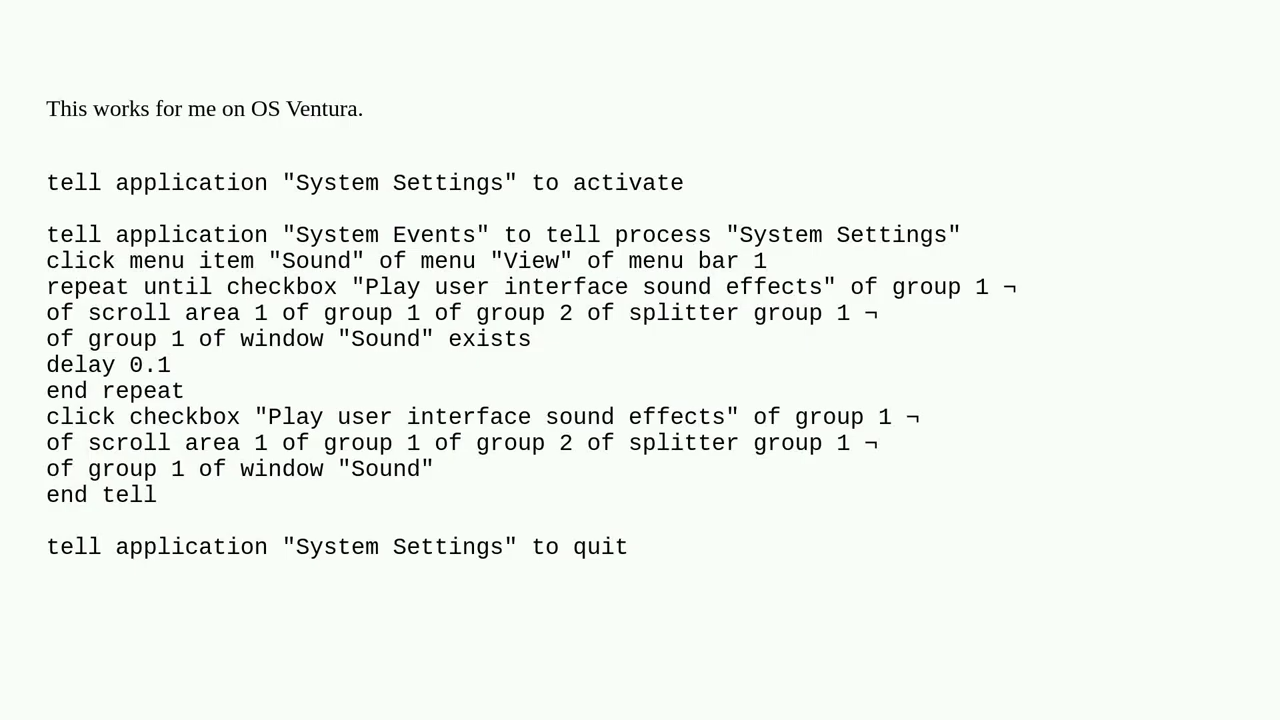 This works for me on OS Ventura.
tell application "System Settings" to activate
tell application "System Events" to tell process "System Settings"
click menu item "Sound" of menu "View" of menu bar 1
repeat until checkbox "Play user interface sound effects" of group 1 ¬
of scroll area 1 of group 1 of group 2 of splitter group 1 ¬
of group 1 of window "Sound" exists
delay 0.1
end repeat
click checkbox "Play user interface sound effects" of group 1 ¬
of scroll area 1 of group 1 of group 2 of splitter group 1 ¬
of group 1 of window "Sound"
end tell
tell application "System Settings" to quit